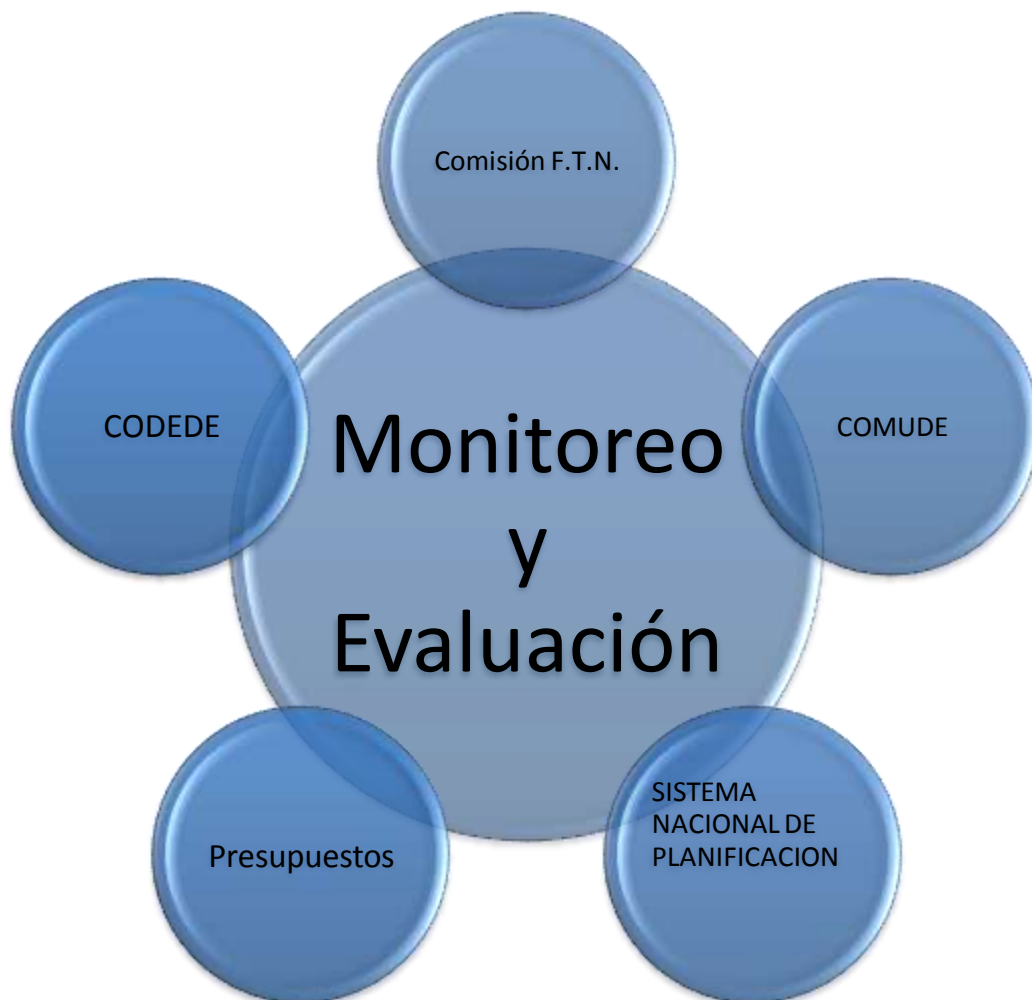 Comisión F.T.N.
CODEDE
COMUDE
Monitoreo
y
Evaluación
Presupuestos
SISTEMA
NACIONAL DE
PLANIFICACION